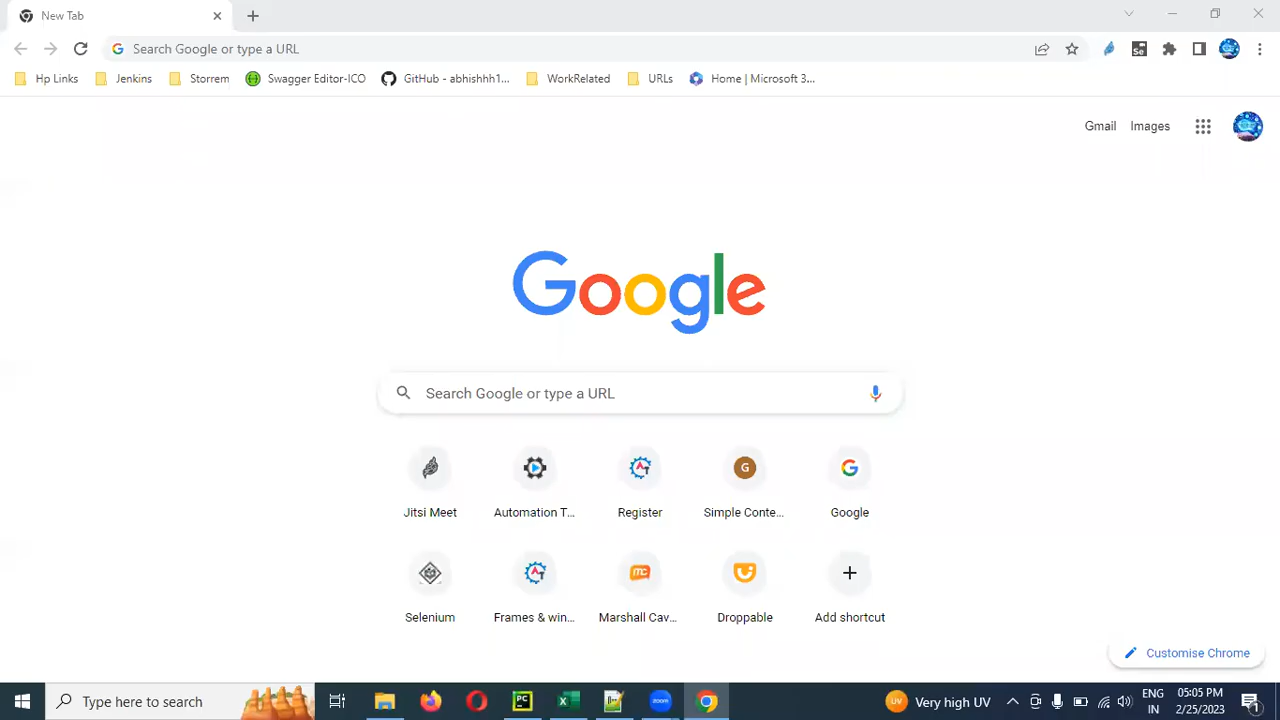 New Tab
Search Google or type a URL
Hp Links Jenkins Storrem Swagger Editor-ICO GitHub - abhishhh1... WorkRelated URLs Home | Microsoft 3...
Gmail Images
Google
Search Google or type a URL
Jitsi Meet Automation T... Register Simple Conte... Google
Selenium Frames & win... Marshall Cav... Droppable Add shortcut
Customise Chrome
Type here to search
Very high UV
ENG
IN
05:05 PM
2/25/2023